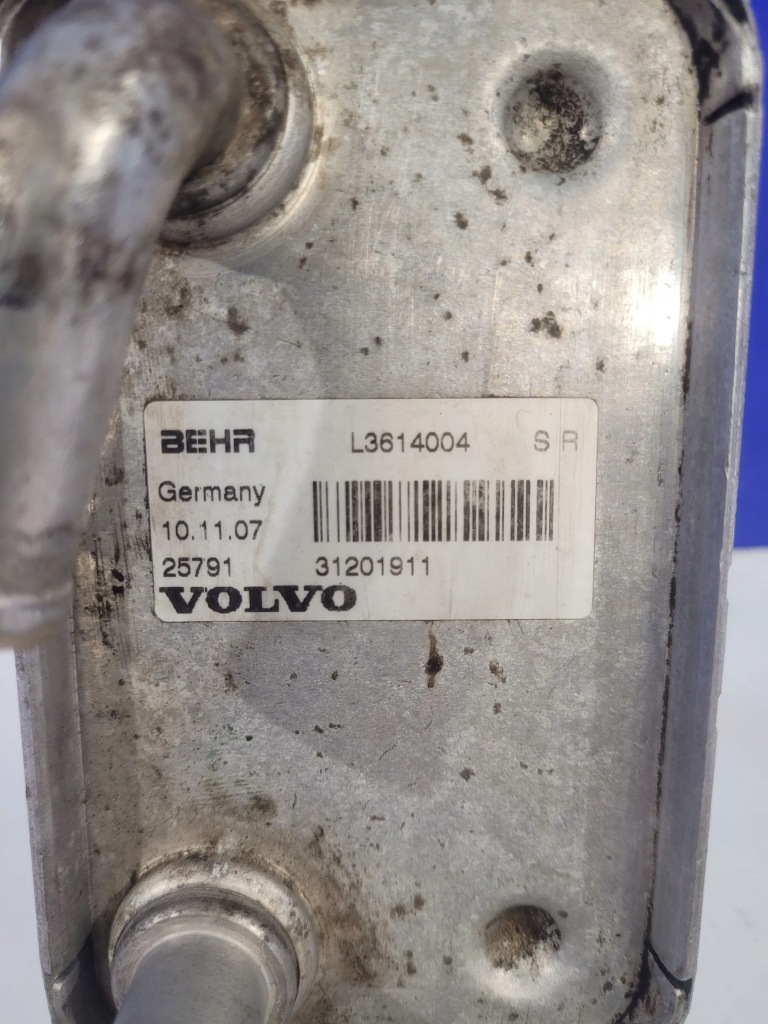 BEHR L3614004 S R
Germany
10.11.07
25791 31201911
VOLVO